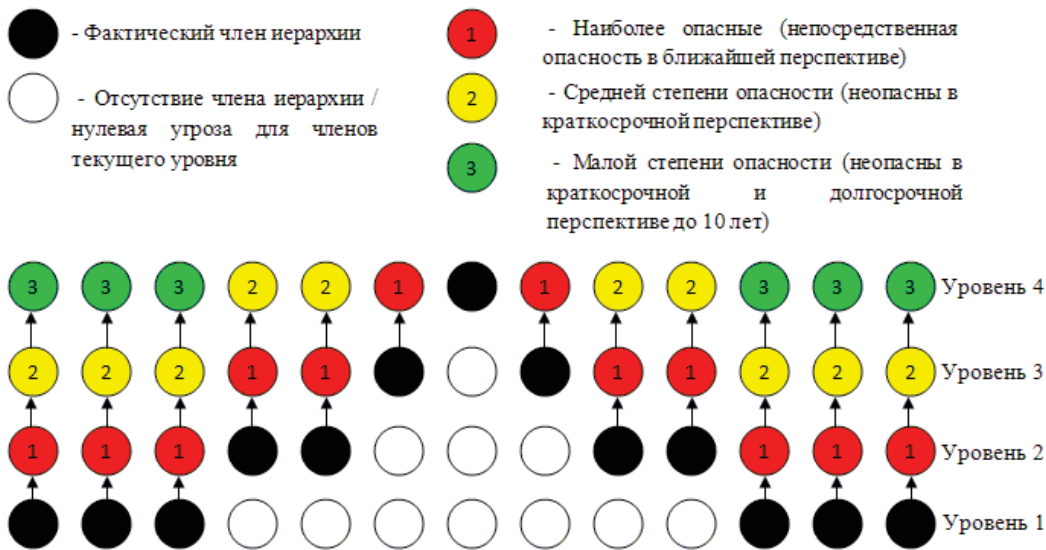 - Фактический член иерархии
- Отсутствие члена иерархии /
нулевая угроза для членов
текущего уровня
1 - Наиболее опасные (непосредственная
опасность в ближайшей перспективе)
2 - Средней степени опасности (неопасны в
краткосрочной перспективе)
3 - Малой степени опасности (неопасны в
краткосрочной и долгосрочной
перспективе до 10 лет)
3 3 3 2 2 1 1 2 2 3 3 3 Уровень 4
2 2 2 1 1 1 1 2 2 2 Уровень 3
1 1 1 1 1 1 Уровень 2
Уровень 1